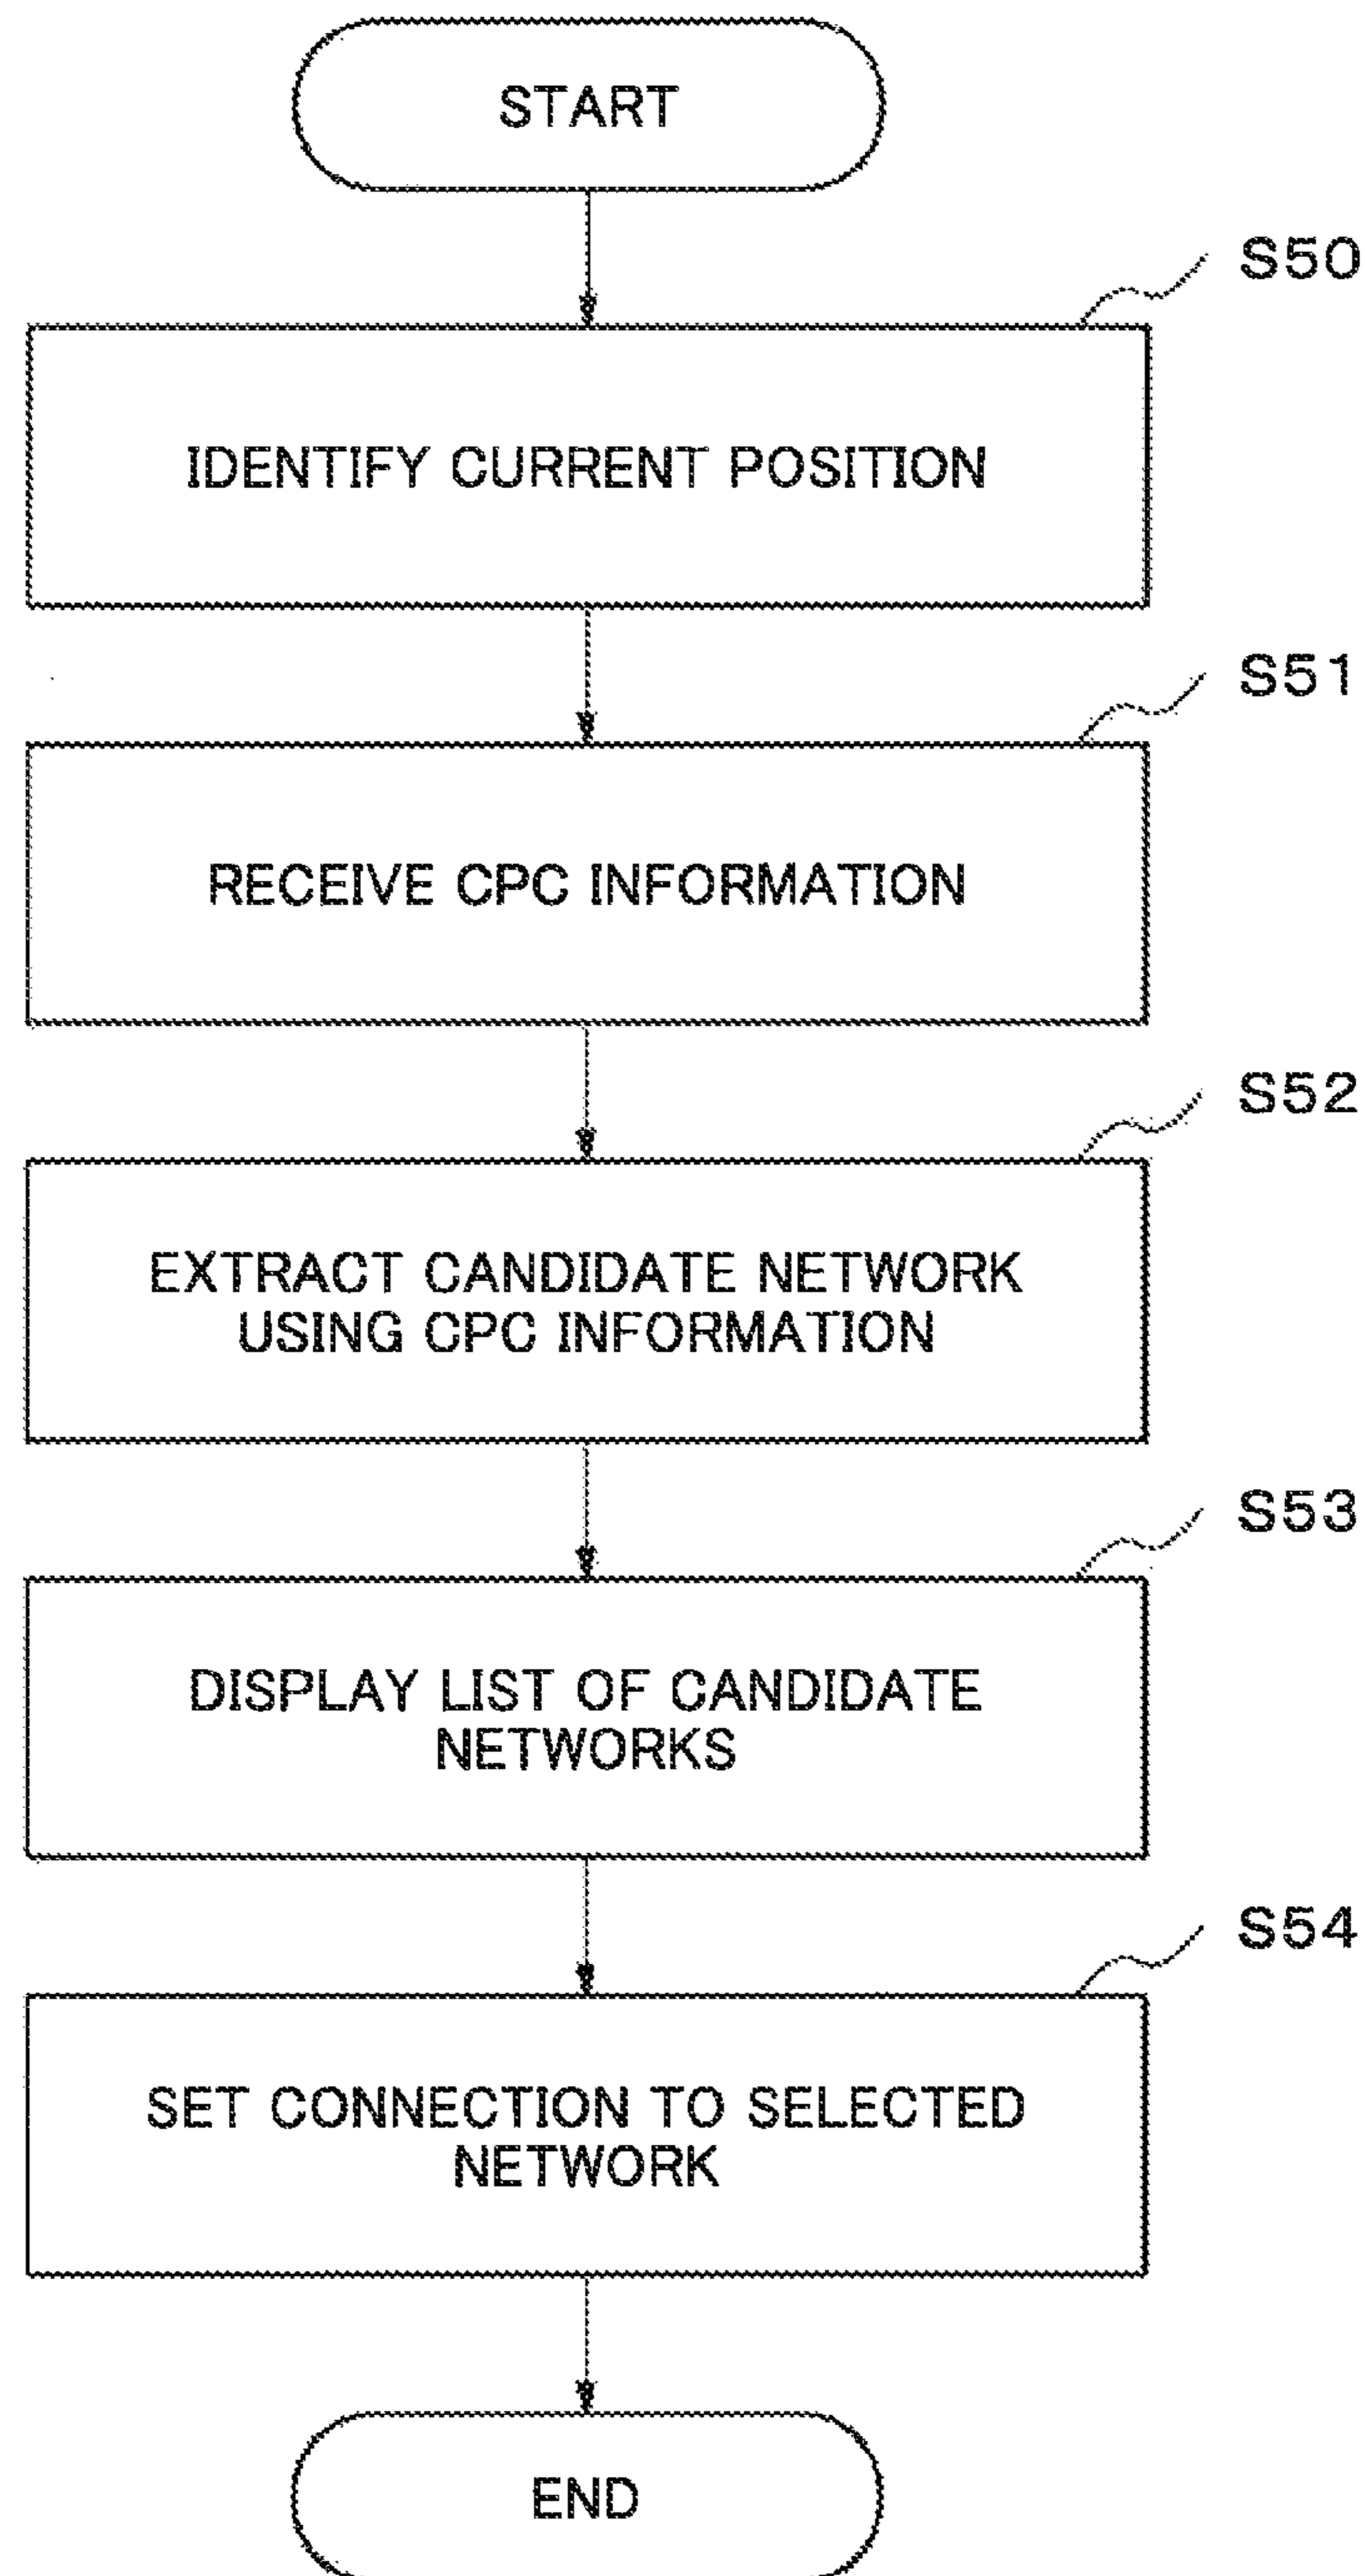 START
S50
IDENTIFY CURRENT POSITION
S51
RECEIVE CPC INFORMATION
S52
EXTRACT CANDIDATE NETWORK
USING CPC INFORMATION
S53
DISPLAY LIST OF CANDIDATE
NETWORKS
S54
SET CONNECTION TO SELECTED
NETWORK
END